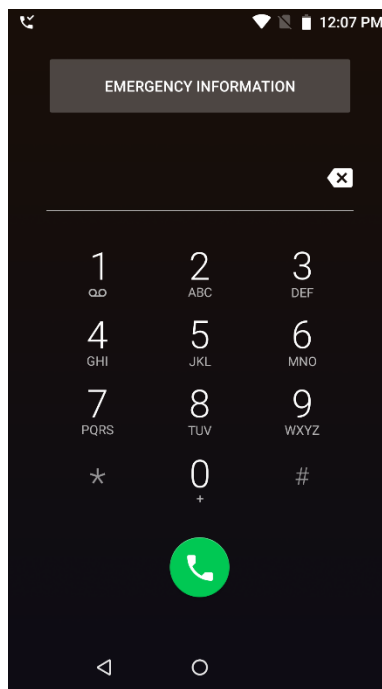 12:07 PM
EMERGENCY INFORMATION
1 2 3
ABC DEF
4 5 6
GHI JKL MNO
7 8 9
PQRS TUV WXYZ
* 0 #
+